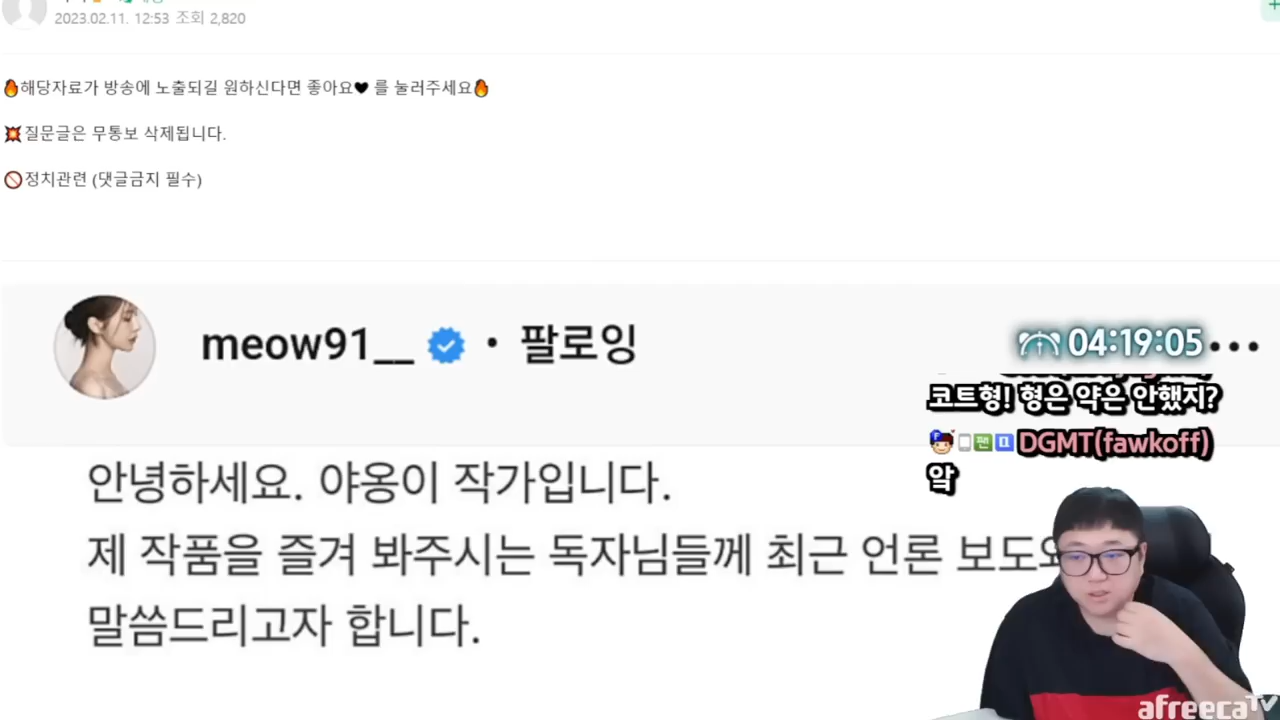 2023.02.11. 12:53 조회 2,820
🔥해당자료가 방송에 노출되길 원하신다면 좋아요🖤 를 눌러주세요🔥
💥질문글은 무통보 삭제됩니다.
🚫정치관련 (댓글금지 필수)
meow91__ • 팔로잉
04:19:05
코트형! 형은 약은 안했지?
팬 DGMT(fawkoff)
앜
안녕하세요. 야옹이 작가입니다.
제 작품을 즐겨 봐주시는 독자님들께 최근 언론 보도와
말씀드리고자 합니다.
afreecaTV